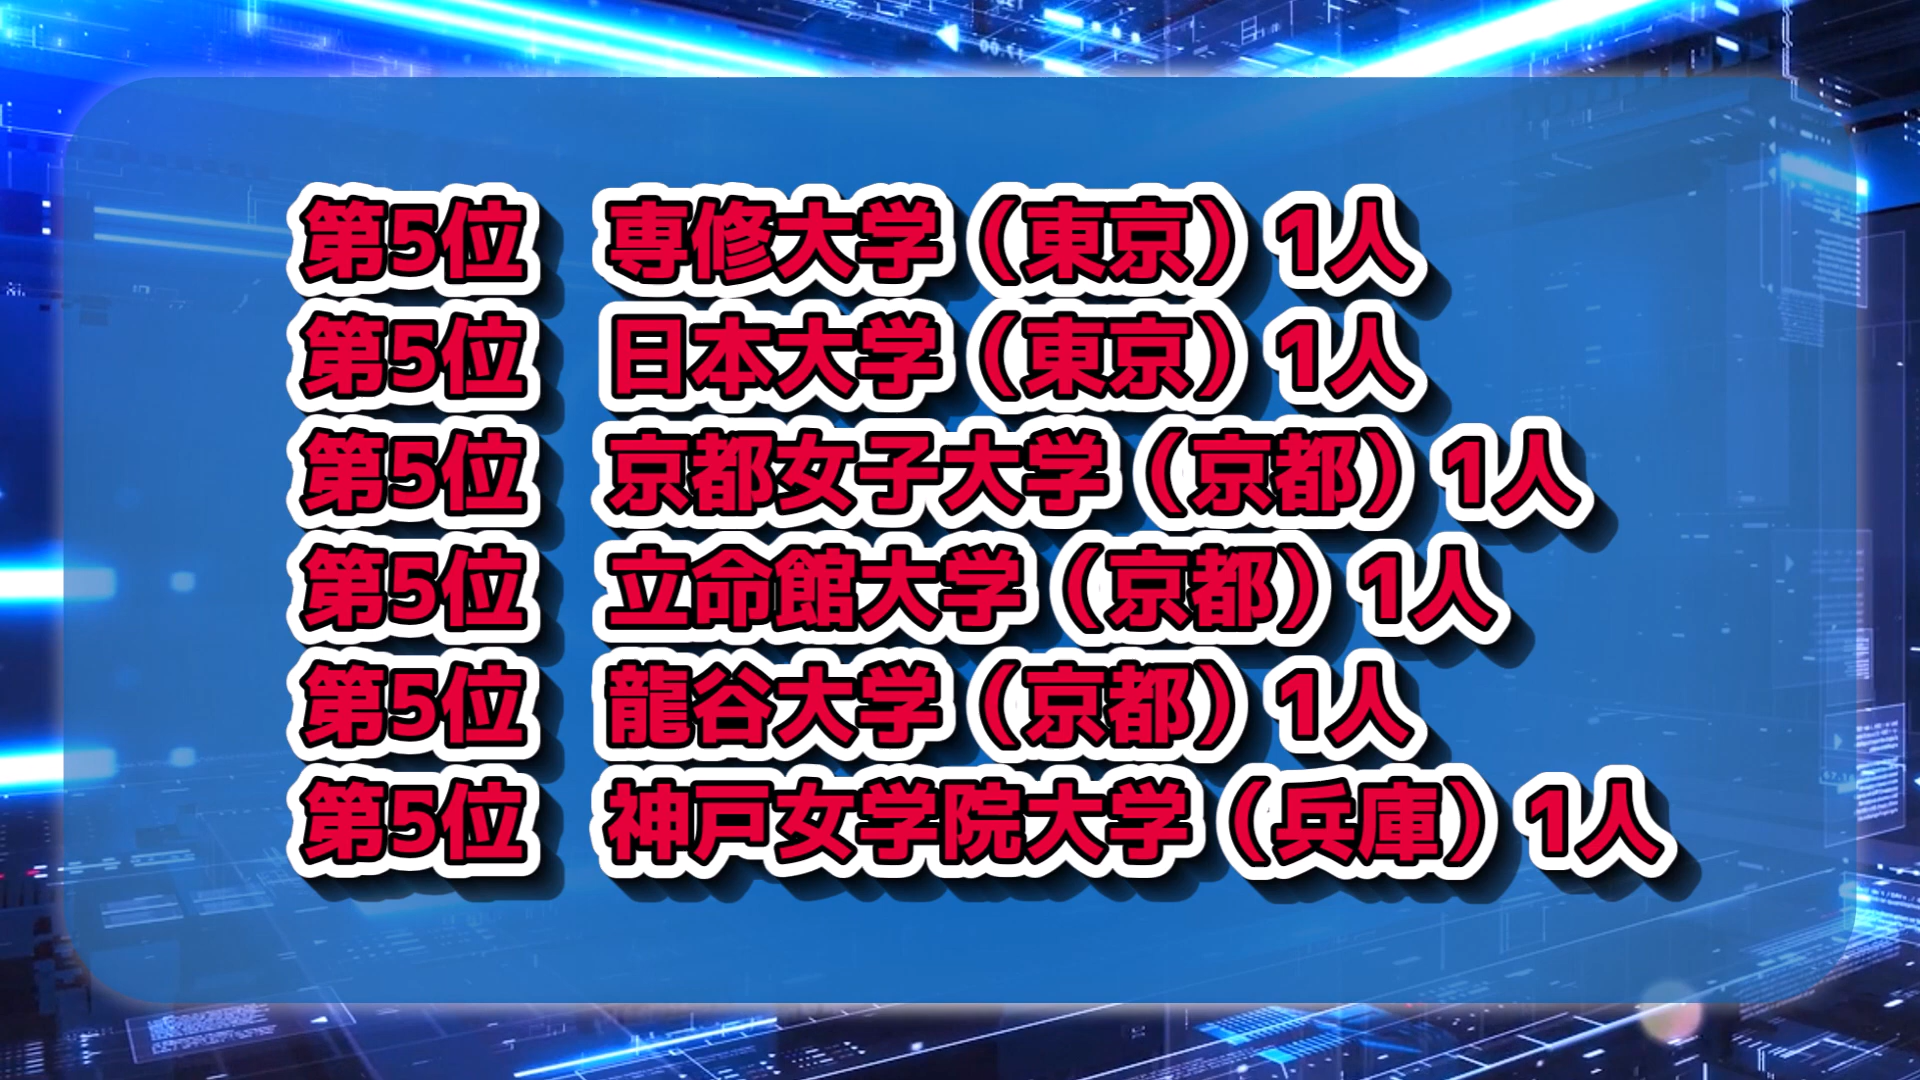 第5位　専修大学（東京）1人
第5位　日本大学（東京）1人
第5位　京都女子大学（京都）1人
第5位　立命館大学（京都）1人
第5位　龍谷大学（京都）1人
第5位　神戸女学院大学（兵庫）1人